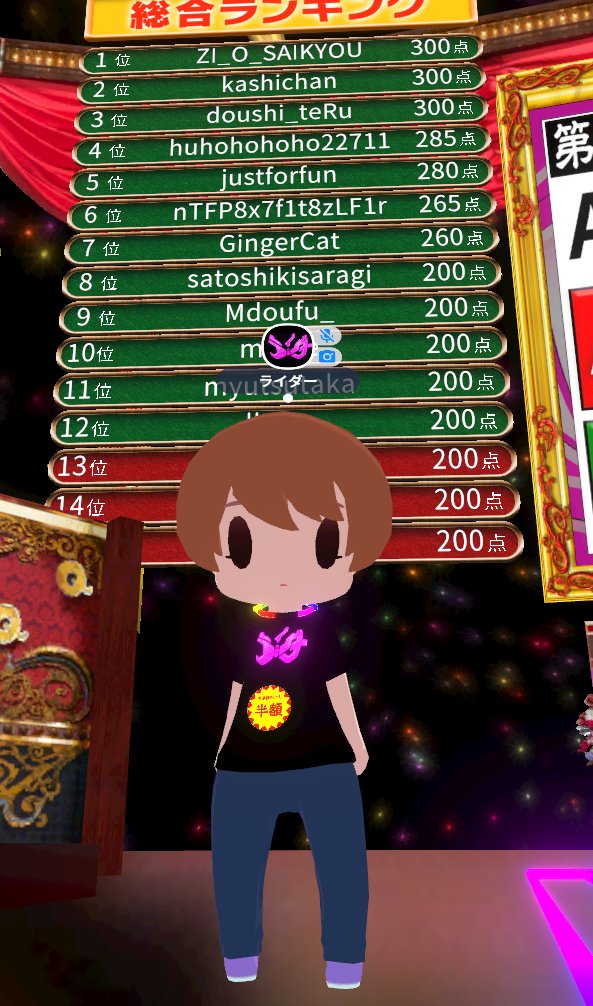 総合ランキング
1位 ZI_O_SAIKYOU 300点
2位 kashichan 300点
3位 doushi_teRu 300点
4位 huhohohoho22711 285点
5位 justforfun 280点
6位 nTFP8x7f1t8zLF1r 265点
7位 GingerCat 260点
8位 satoshikisaragi 200点
9位 Mdoufu_ 200点
10位 200点
ライダー
11位 myutsutaka 200点
12位 200点
13位 200点
14位 200点
200点
第
半額